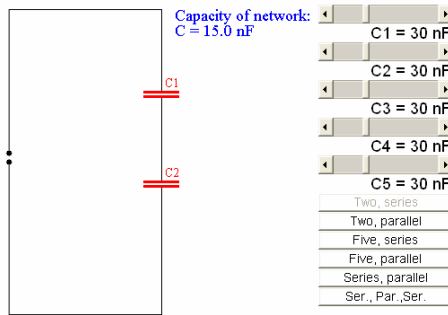 Capacity of network:
C = 15.0 nF
C1
C2
C1 = 30 nF
C2 = 30 nF
C3 = 30 nF
C4 = 30 nF
C5 = 30 nF
Two, series
Two, parallel
Five, series
Five, parallel
Series, parallel
Ser., Par.,Ser.